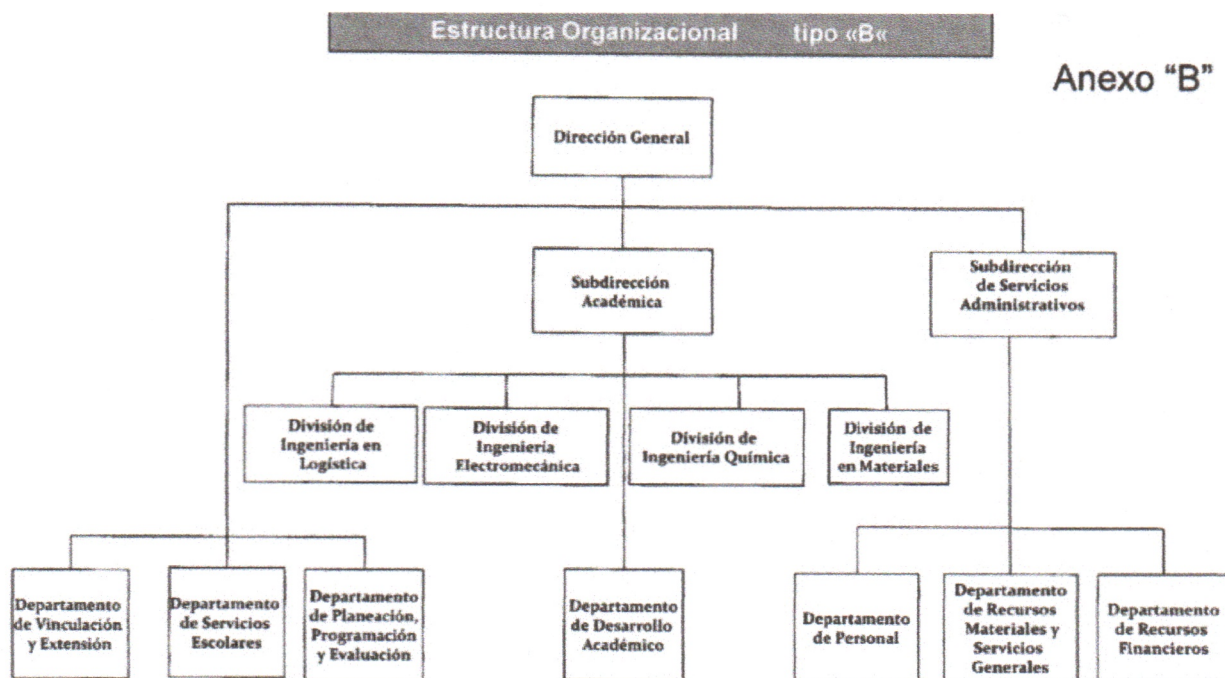 Estructura Organizacional tipo «B«
Anexo “B”
Dirección General
Subdirección
Académica
Subdirección
de Servicios
Administrativos
División de
Ingeniería en
Logística
División de
Ingeniería
Electromecánica
División de
Ingeniería Química
División de
Ingeniería
en Materiales
Departamento
de Vinculación
y Extensión
Departamento
de Servicios
Escolares
Departamento
de Planeación,
Programación
y Evaluación
Departamento
de Desarrollo
Académico
Departamento
de Personal
Departamento
de Recursos
Materiales y
Servicios
Generales
Departamento
de Recursos
Financieros